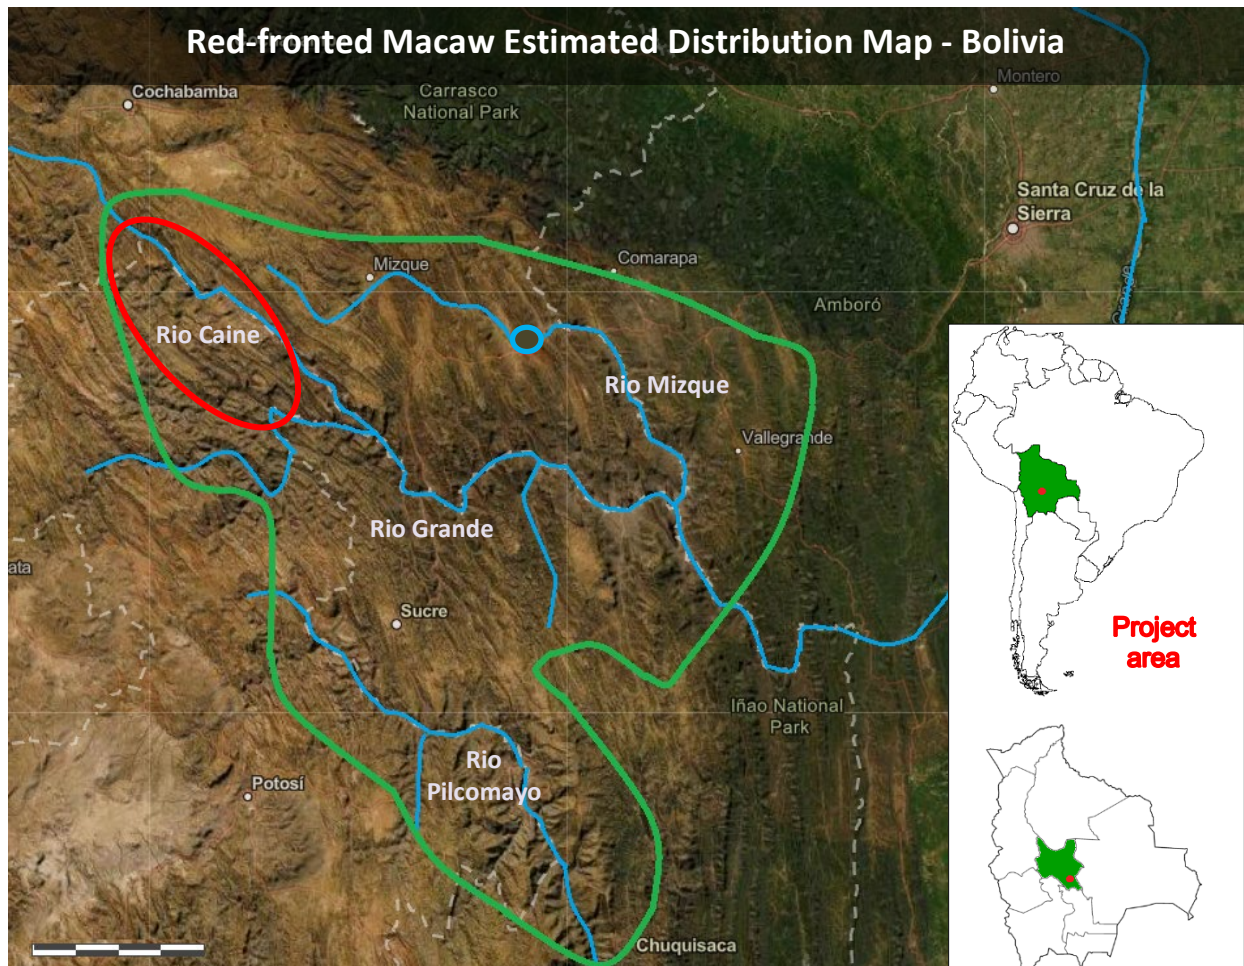 Red-fronted Macaw Estimated Distribution Map - Bolivia
Cochabamba
Carrasco
National Park
Montero
Santa Cruz de la
Sierra
Comarapa
Mizque
Amboró
Rio Caine
Rio Mizque
Vallegrande
Rio Grande
ata
Sucre
Project
area
Iñao National
Park
Rio
Pilcomayo
Potosí
Chuquisaca